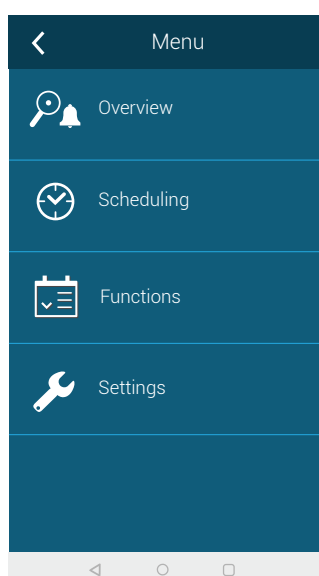 Menu
Overview
Scheduling
Functions
Settings